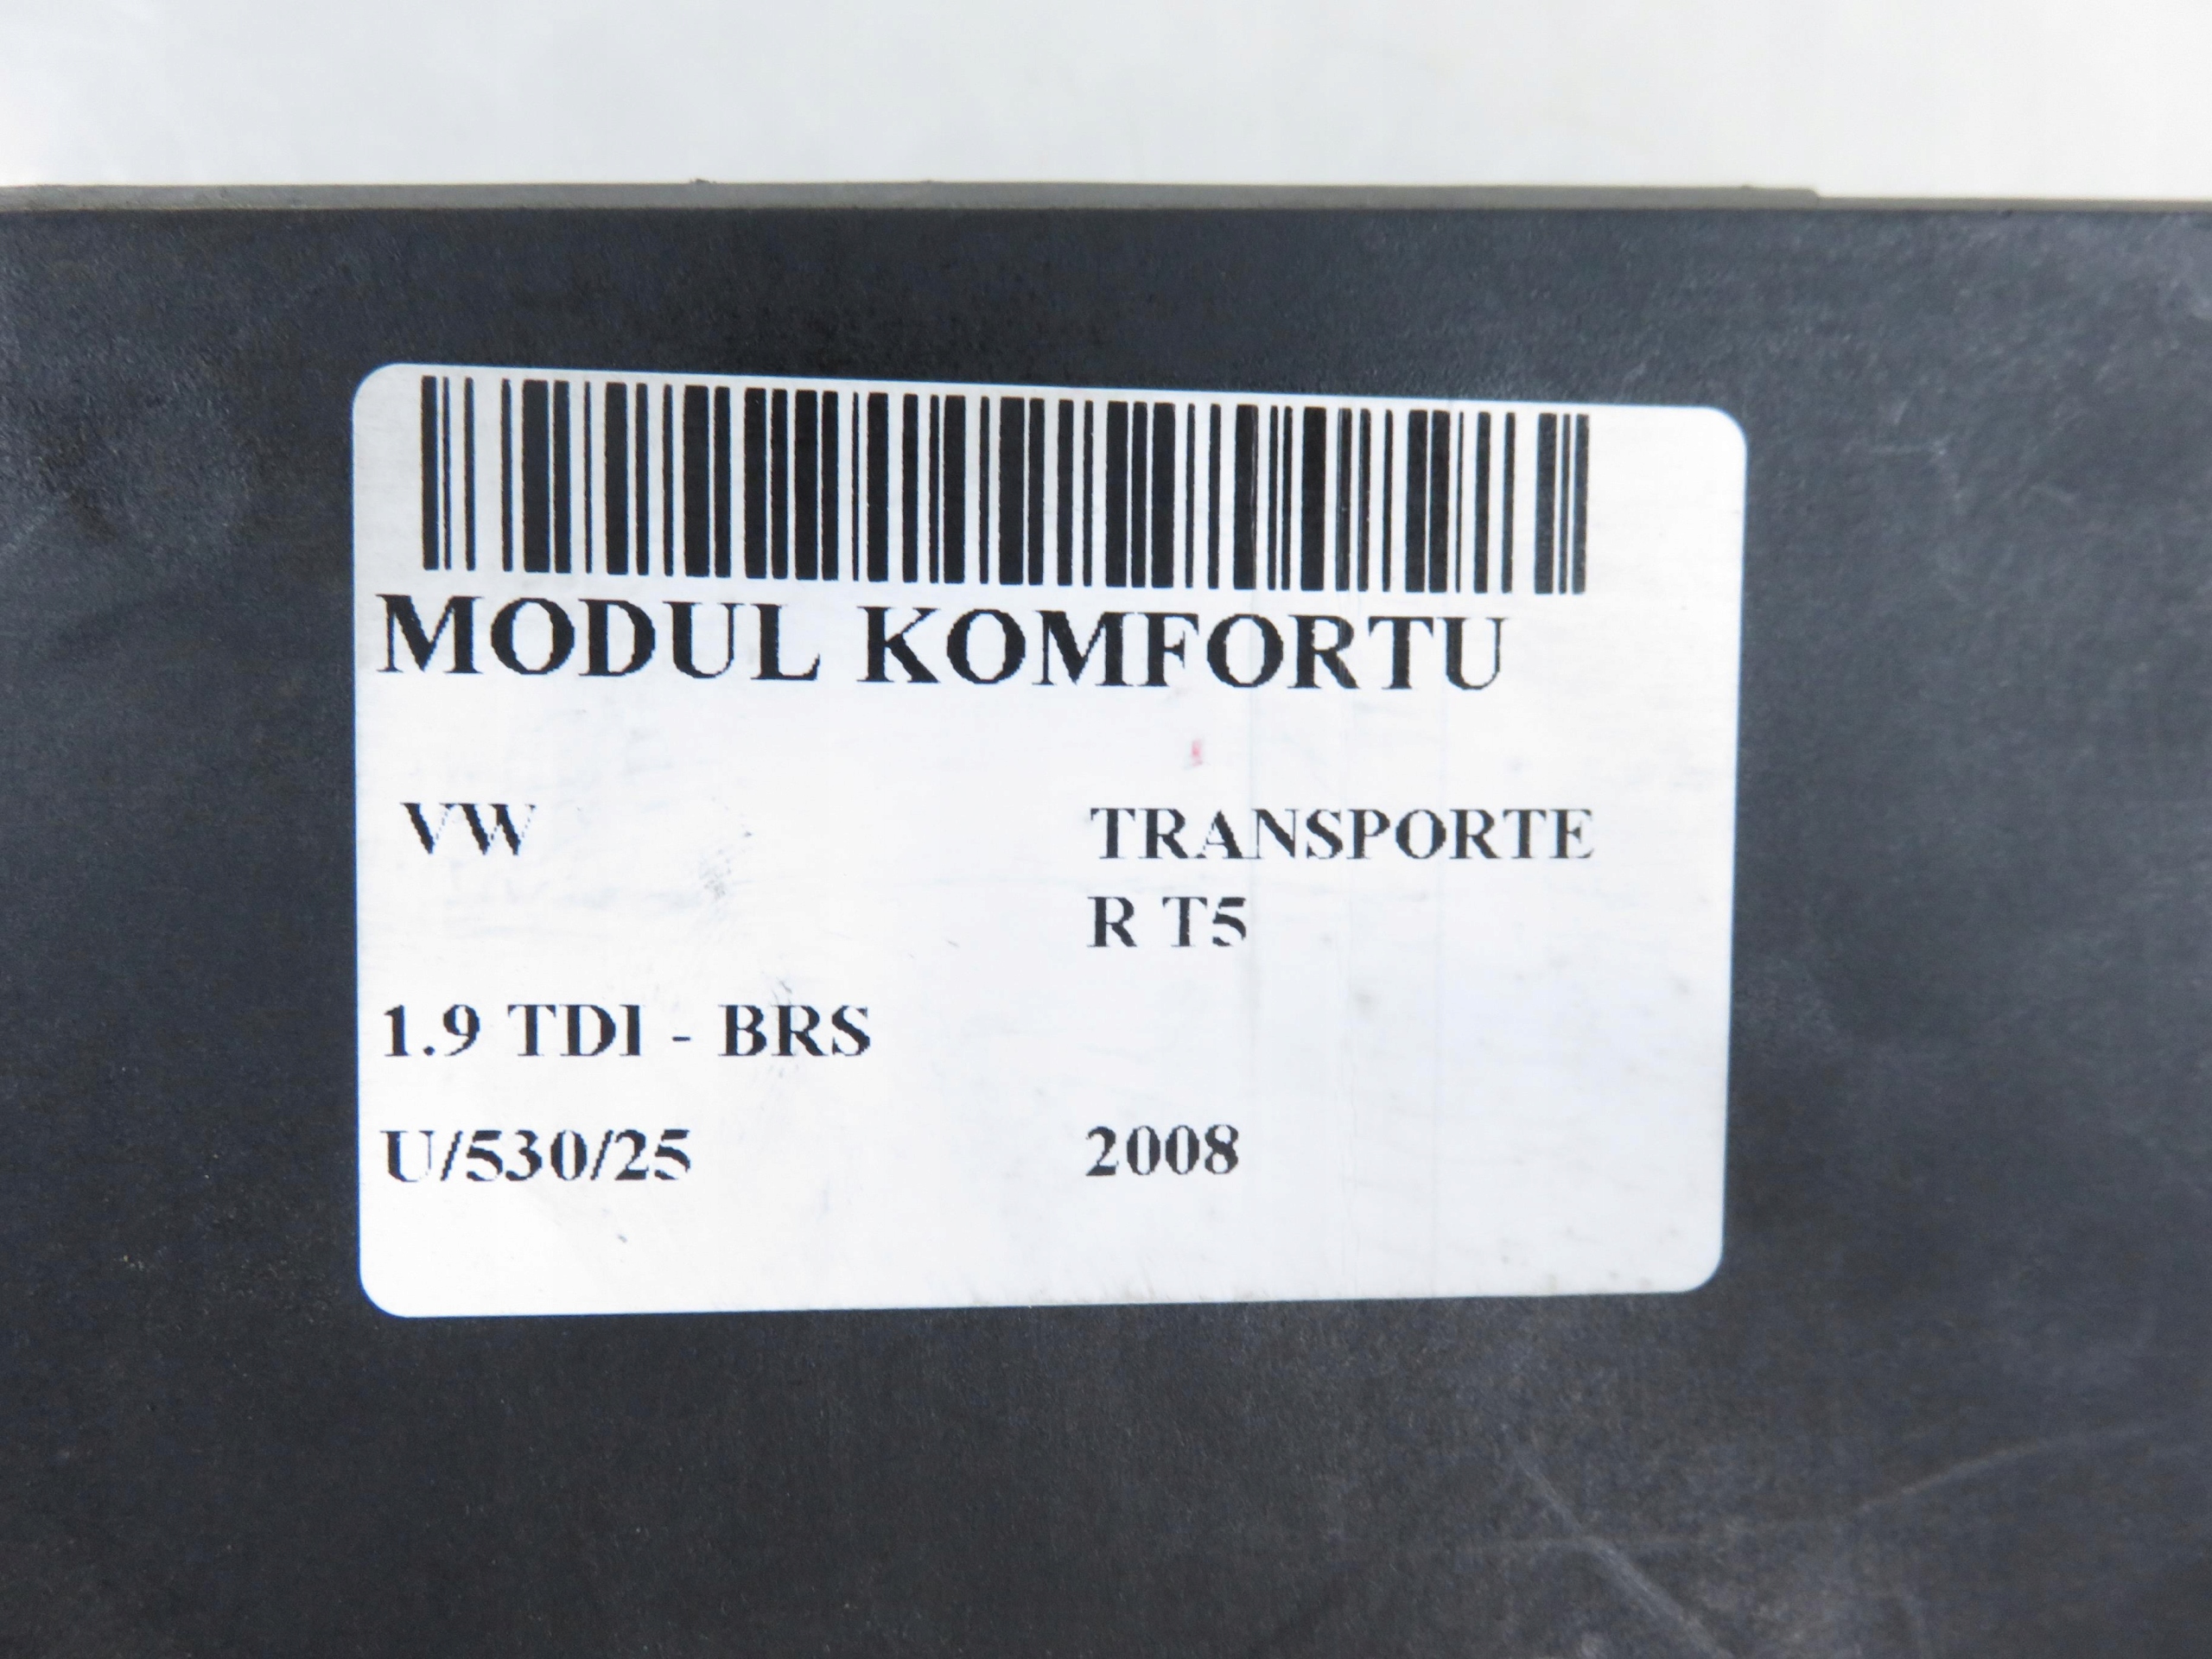 MODUL KOMFORTU
VW
TRANSPORTE
R T5
1.9 TDI - BRS
U/530/25
2008